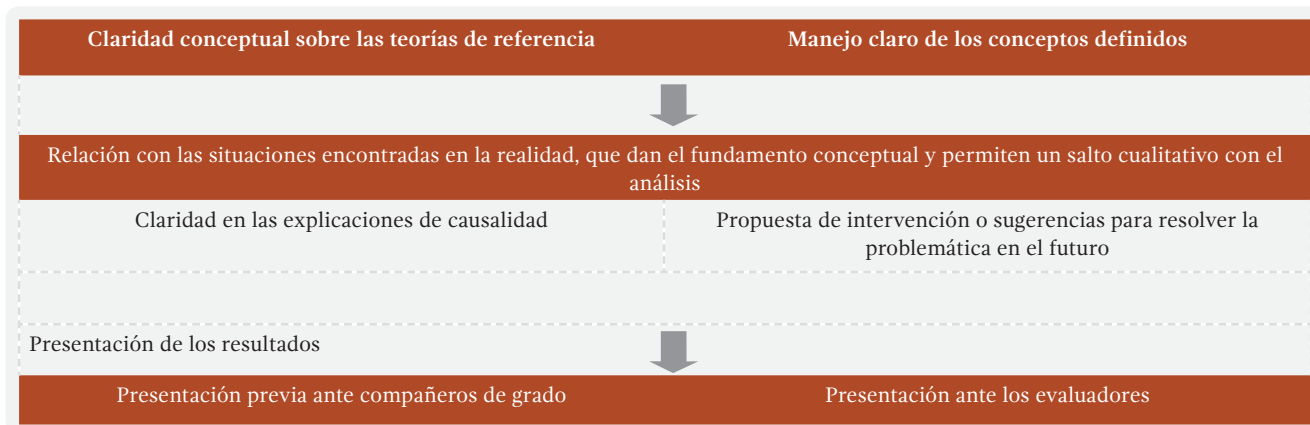 Claridad conceptual sobre las teorías de referencia
Manejo claro de los conceptos definidos
Relación con las situaciones encontradas en la realidad, que dan el fundamento conceptual y permiten un salto cualitativo con el
análisis
Claridad en las explicaciones de causalidad
Propuesta de intervención o sugerencias para resolver la
problemática en el futuro
Presentación de los resultados
Presentación previa ante compañeros de grado
Presentación ante los evaluadores